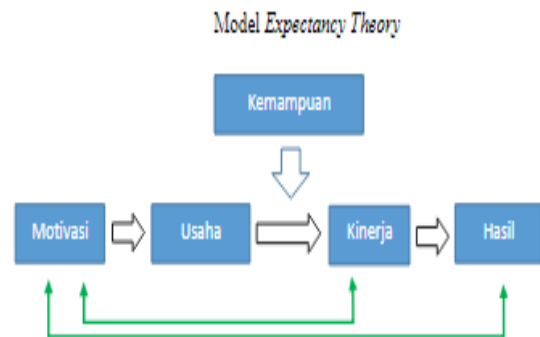 Model Expectancy Theory
Kemampuan
Motivasi
Usaha
Kinerja
Hasil